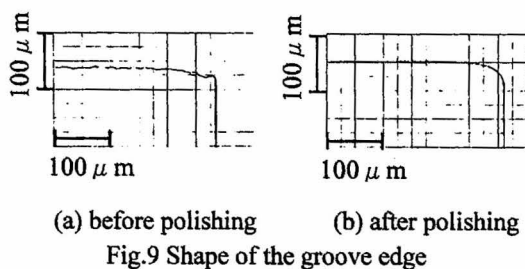 100 μ m
100 μ m
100 μ m
100 μ m
(a) before polishing
(b) after polishing
Fig.9 Shape of the groove edge